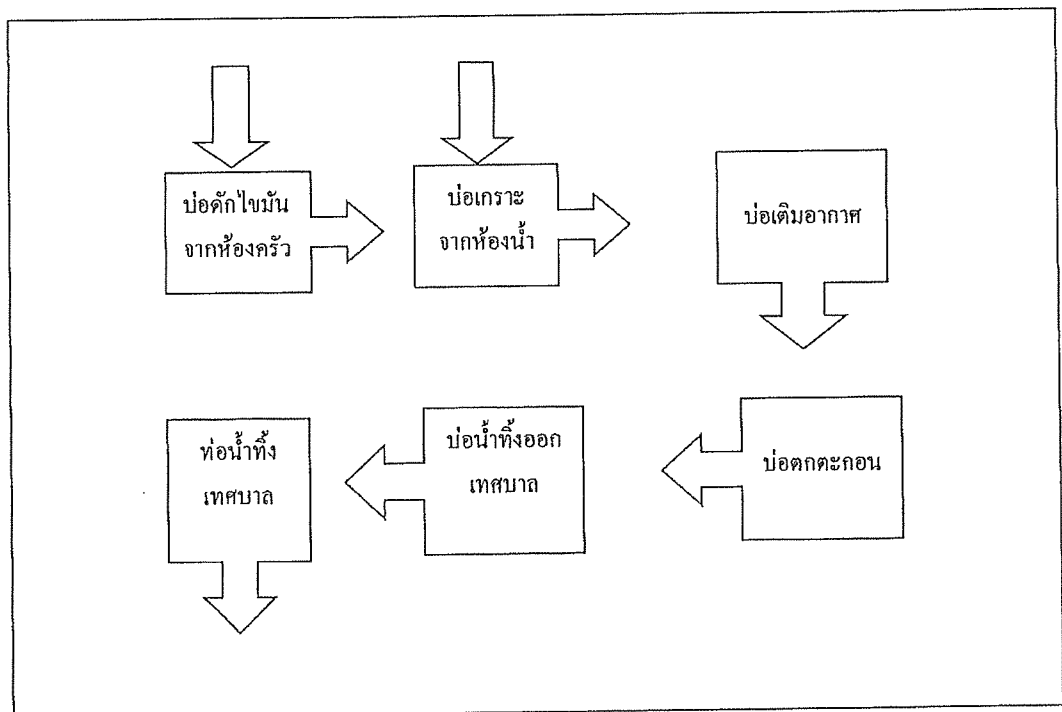 บ่อดักไขมัน
จากห้องครัว
บ่อเกราะ
จากห้องน้ำ
บ่อเติมอากาศ
ท่อน้ำทิ้ง
เทศบาล
บ่อน้ำทิ้งออก
เทศบาล
บ่อตกตะกอน